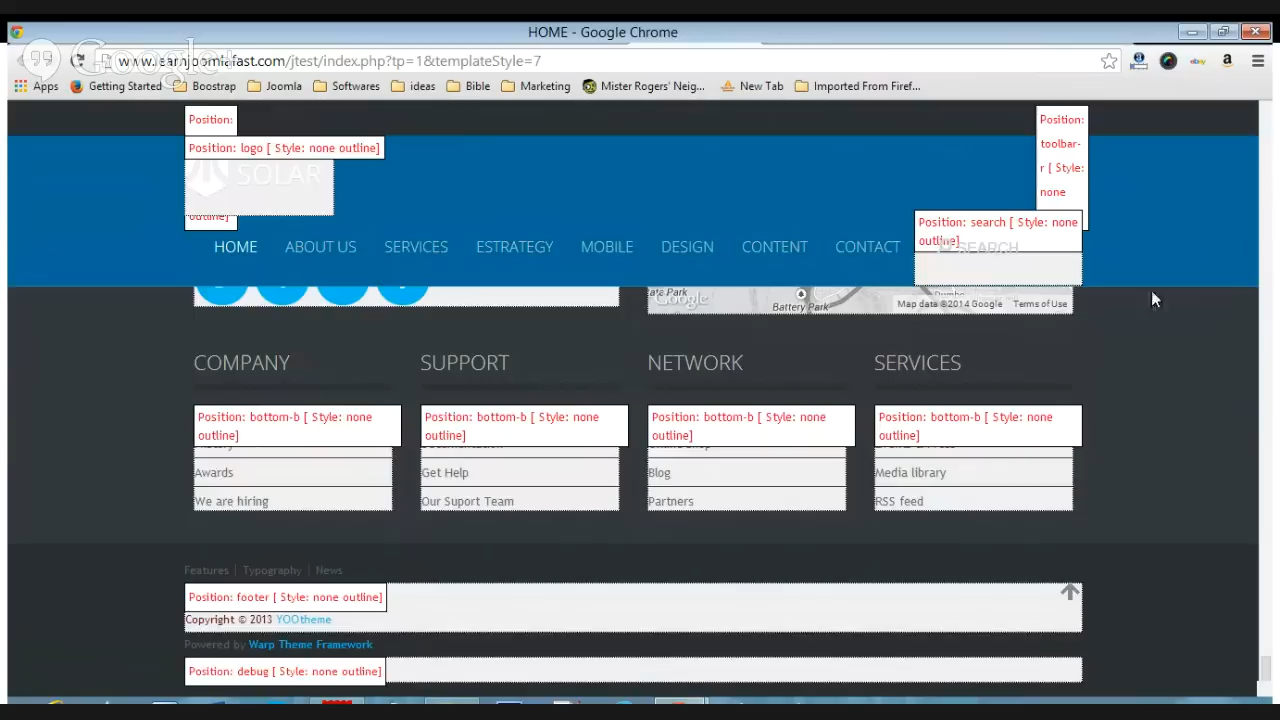 HOME - Google Chrome
Google+
www.learnjoomlafast.com/jtest/index.php?tp=1&templateStyle=7
Apps Getting Started Boostrap Joomla Softwares ideas Bible Marketing Mister Rogers' Neig... New Tab Imported From Firef...
Position:
Position:
toolbar-
r [ Style:
none
Position: logo [ Style: none outline]
SOLAR
outline]
Position: search [ Style: none
outline]
SEARCH
HOME ABOUT US SERVICES ESTRATEGY MOBILE DESIGN CONTENT CONTACT
Google
Battery Park
Map data ©2014 Google Terms of Use
COMPANY SUPPORT NETWORK SERVICES
Position: bottom-b [ Style: none
outline]
Position: bottom-b [ Style: none
outline]
Position: bottom-b [ Style: none
outline]
Position: bottom-b [ Style: none
outline]
Awards Get Help Blog Media library
We are hiring Our Suport Team Partners RSS feed
Features | Typography | News
Position: footer [ Style: none outline]
Copyright © 2013 YOOtheme
Powered by Warp Theme Framework
Position: debug [ Style: none outline]